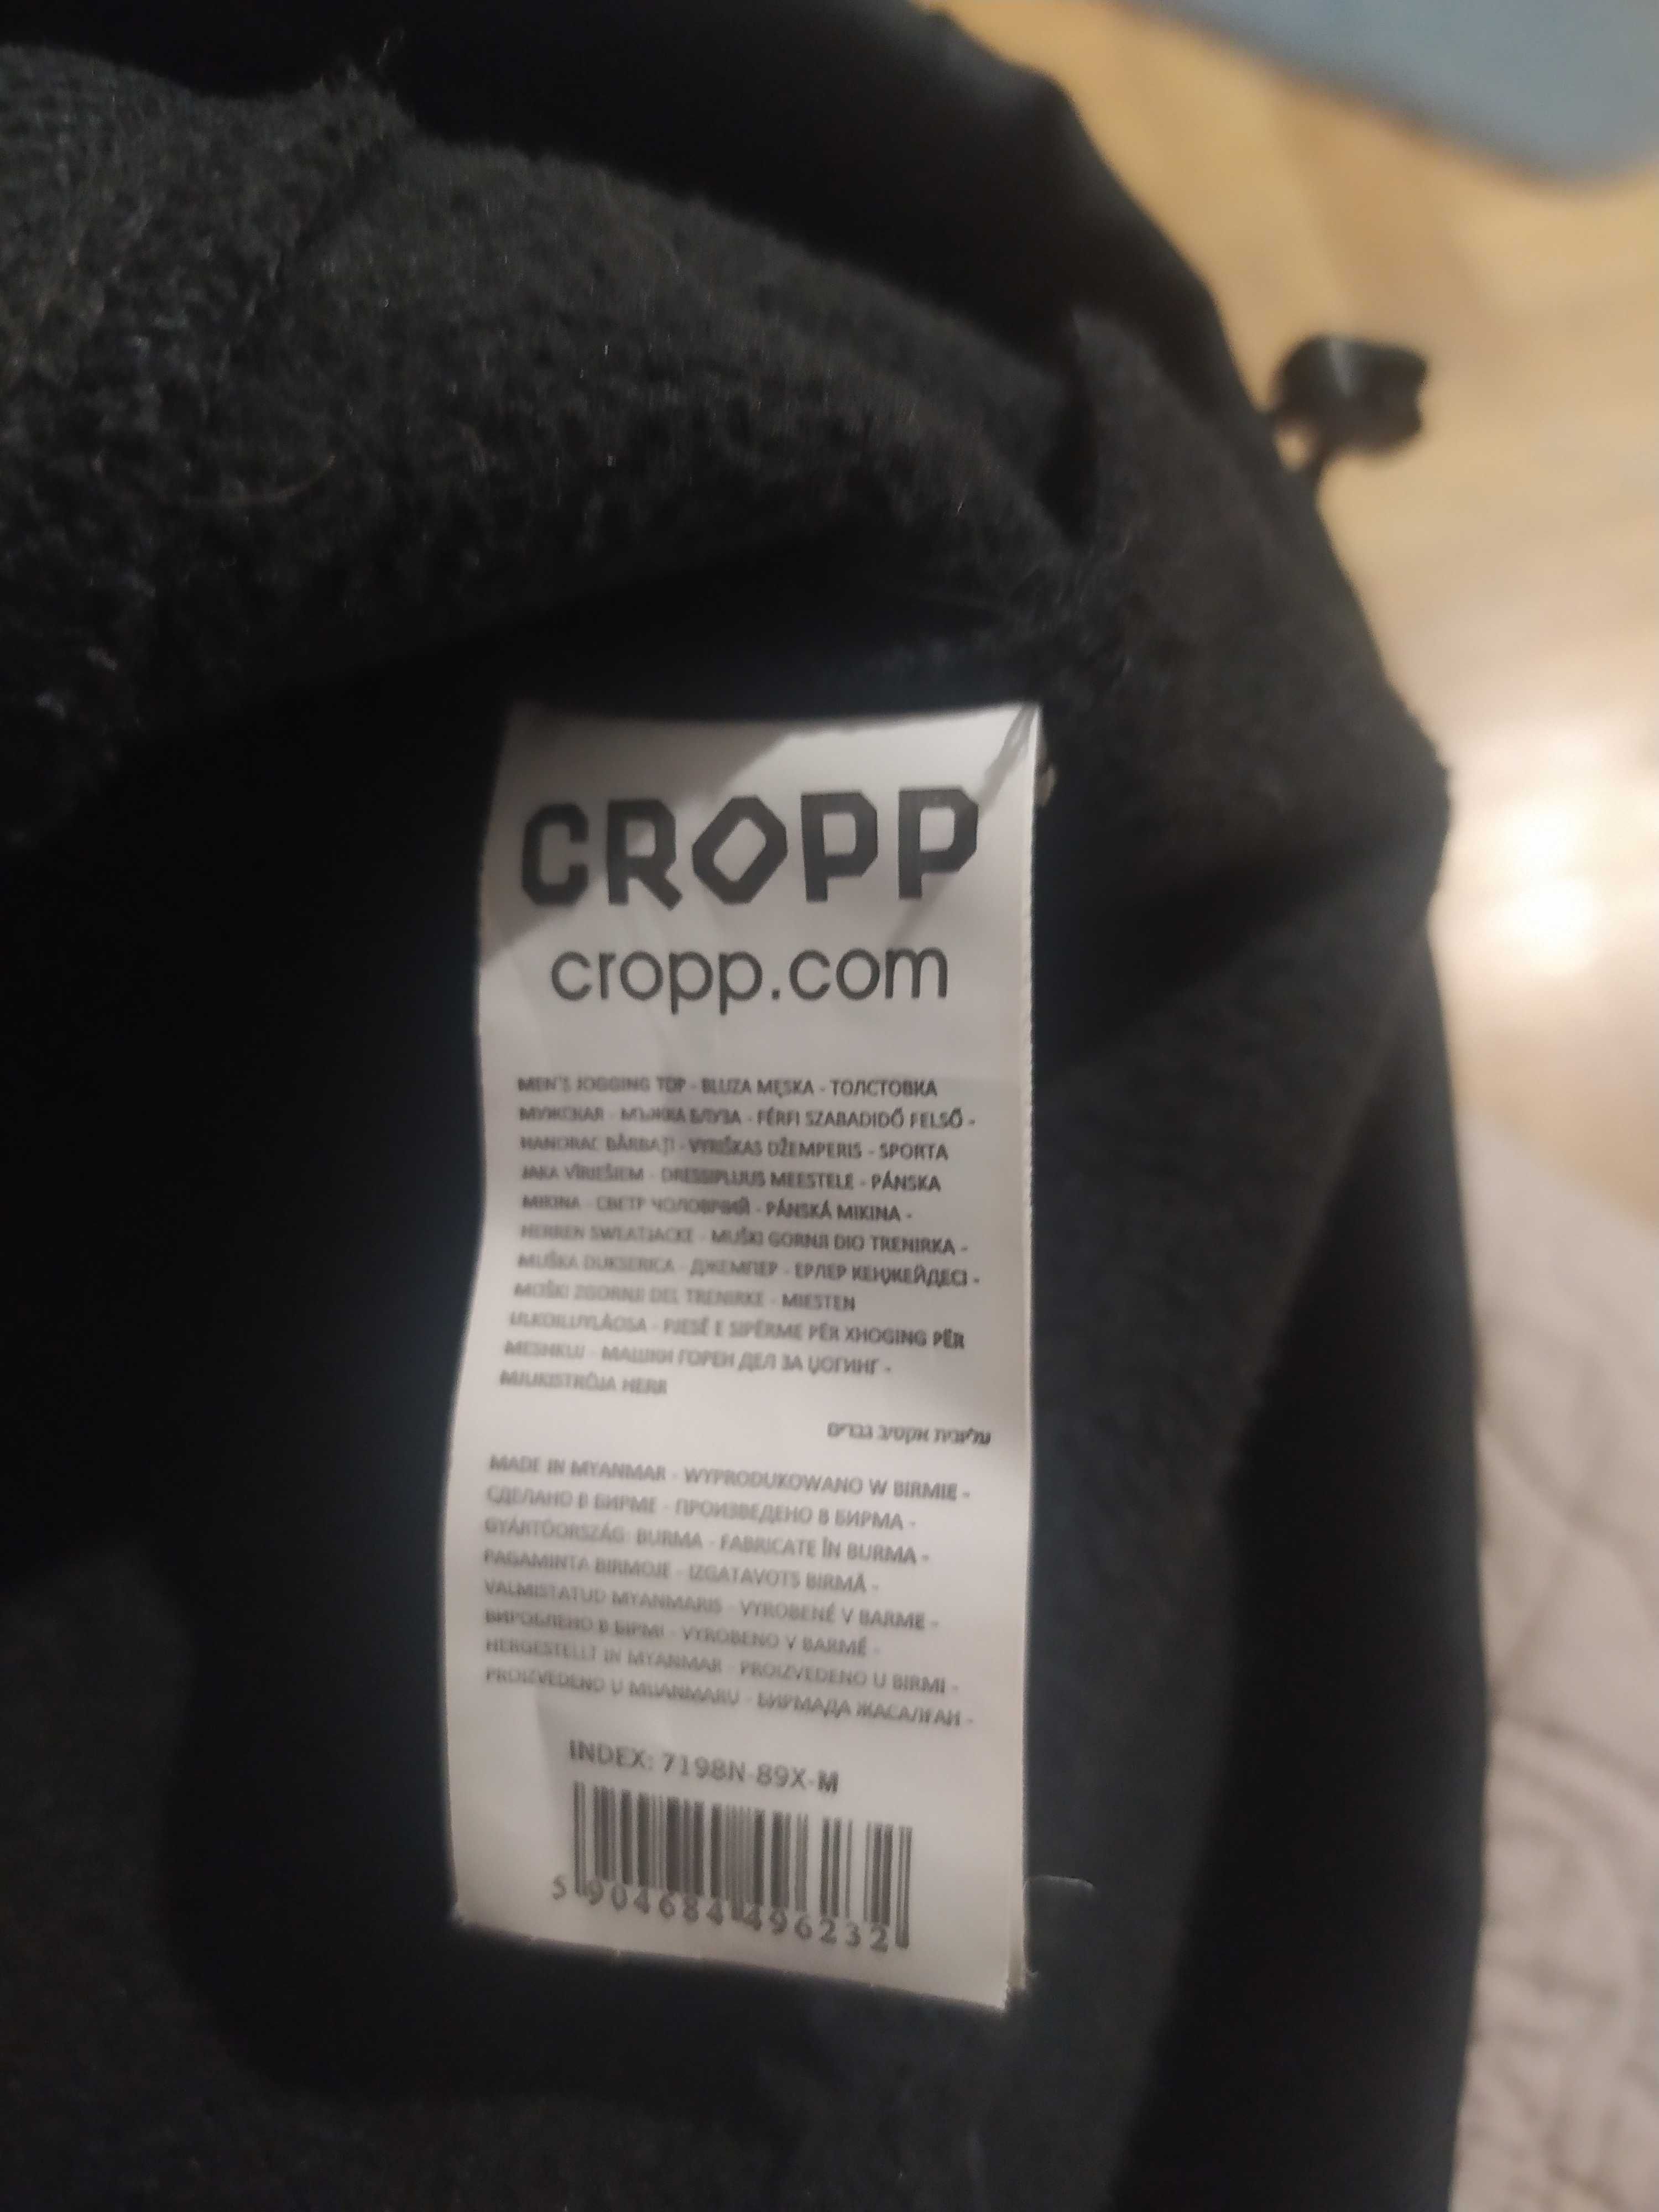 CROPP
cropp.com
MEN'S JOGGING TOP - BLUZA MĘSKA - ТОЛСТОВКА
МУЖСКАЯ - МЪЖКА БЛУЗА - FÉRFI SZABADIDŐ FELSŐ -
HANORAC BĂRBAȚI - VYRIŠKAS DŽEMPERIS - SPORTA
JAKA VĪRIEŠIEM - DRESSIPLUUS MEESTELE - PÁNSKA
MIKINA - СВЕТР ЧОЛОВІЧИЙ - PÁNSKÁ MIKINA -
HERREN SWEATJACKE - MUŠKI GORNJI DIO TRENIRKA -
MUŠKA DUKSERICA - ДЖЕМПЕР - ЕРЛЕР КЕҢЖЕЙДЕСІ -
MOŠKI ZGORNJI DEL TRENIRKE - MIESTEN
ULKOILUYLÄOSA - PJESË E SIPËRME PËR XHOGING PËR
MESHKUJ - МАШКИ ГОРЕН ДЕЛ ЗА ЏОГИНГ -
MJUKISTRÖJA HERR
עליונית אקטיב גברים
MADE IN MYANMAR - WYPRODUKOWANO W BIRMIE -
СДЕЛАНО В БИРМЕ - ПРОИЗВЕДЕНО В БИРМА -
GYÁRTÓORSZÁG: BURMA - FABRICATE ÎN BURMA -
PAGAMINTA BIRMOJE - IZGATAVOTS BIRMĀ -
VALMISTATUD MYANMARIS - VYROBENÉ V BARME -
ВИРОБЛЕНО В БІРМІ - VYROBENO V BARMĚ -
HERGESTELLT IN MYANMAR - PROIZVEDENO U BIRMI -
PROIZVEDENO U MIJANMARU - БИРМАДА ЖАСАЛҒАН -
INDEX: 7198N-89X-M
5 904684 496232